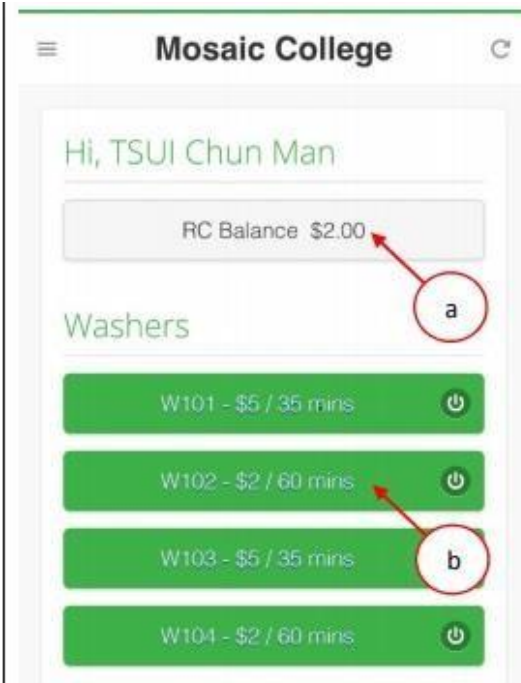 Mosaic College
Hi, TSUI Chun Man
RC Balance $2.00
a
Washers
W101 - $5 / 35 mins
W102 - $2 / 60 mins
W103 - $5 / 35 mins
b
W104 - $2 / 60 mins